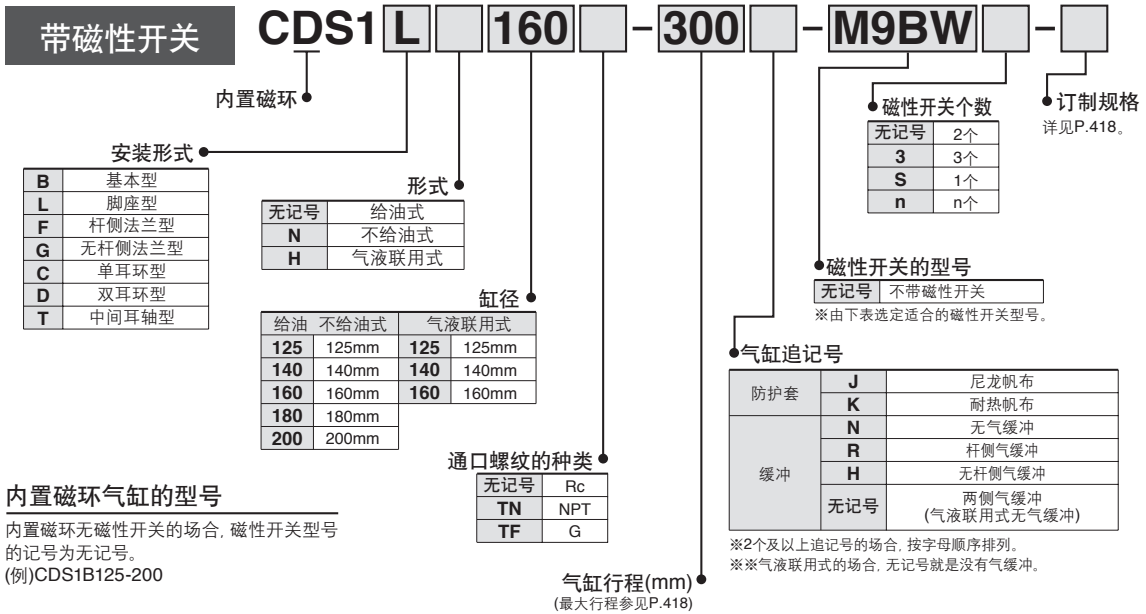 带磁性开关
CDS1 L 160 - 300 - M9BW -
内置磁环
安装形式
B 基本型
L 脚座型
F 杆侧法兰型
G 无杆侧法兰型
C 单耳环型
D 双耳环型
T 中间耳轴型
形式
无记号 给油式
N 不给油式
H 气液联用式
缸径
给油 不给油式 气液联用式
125 125mm 125 125mm
140 140mm 140 140mm
160 160mm 160 160mm
180 180mm
200 200mm
通口螺纹的种类
无记号 Rc
TN NPT
TF G
气缸行程(mm)
(最大行程参见P.418)
磁性开关个数
无记号 2个
3 3个
S 1个
n n个
订制规格
详见P.418。
磁性开关的型号
无记号 不带磁性开关
※由下表选定适合的磁性开关型号。
气缸追记号
防护套 J 尼龙帆布
K 耐热帆布
缓冲 N 无气缓冲
R 杆侧气缓冲
H 无杆侧气缓冲
无记号 两侧气缓冲
(气液联用式无气缓冲)
※2个及以上追记号的场合, 按字母顺序排列。
※※气液联用式的场合, 无记号就是没有气缓冲。
内置磁环气缸的型号
内置磁环无磁性开关的场合, 磁性开关型号
的记号为无记号。
(例)CDS1B125-200